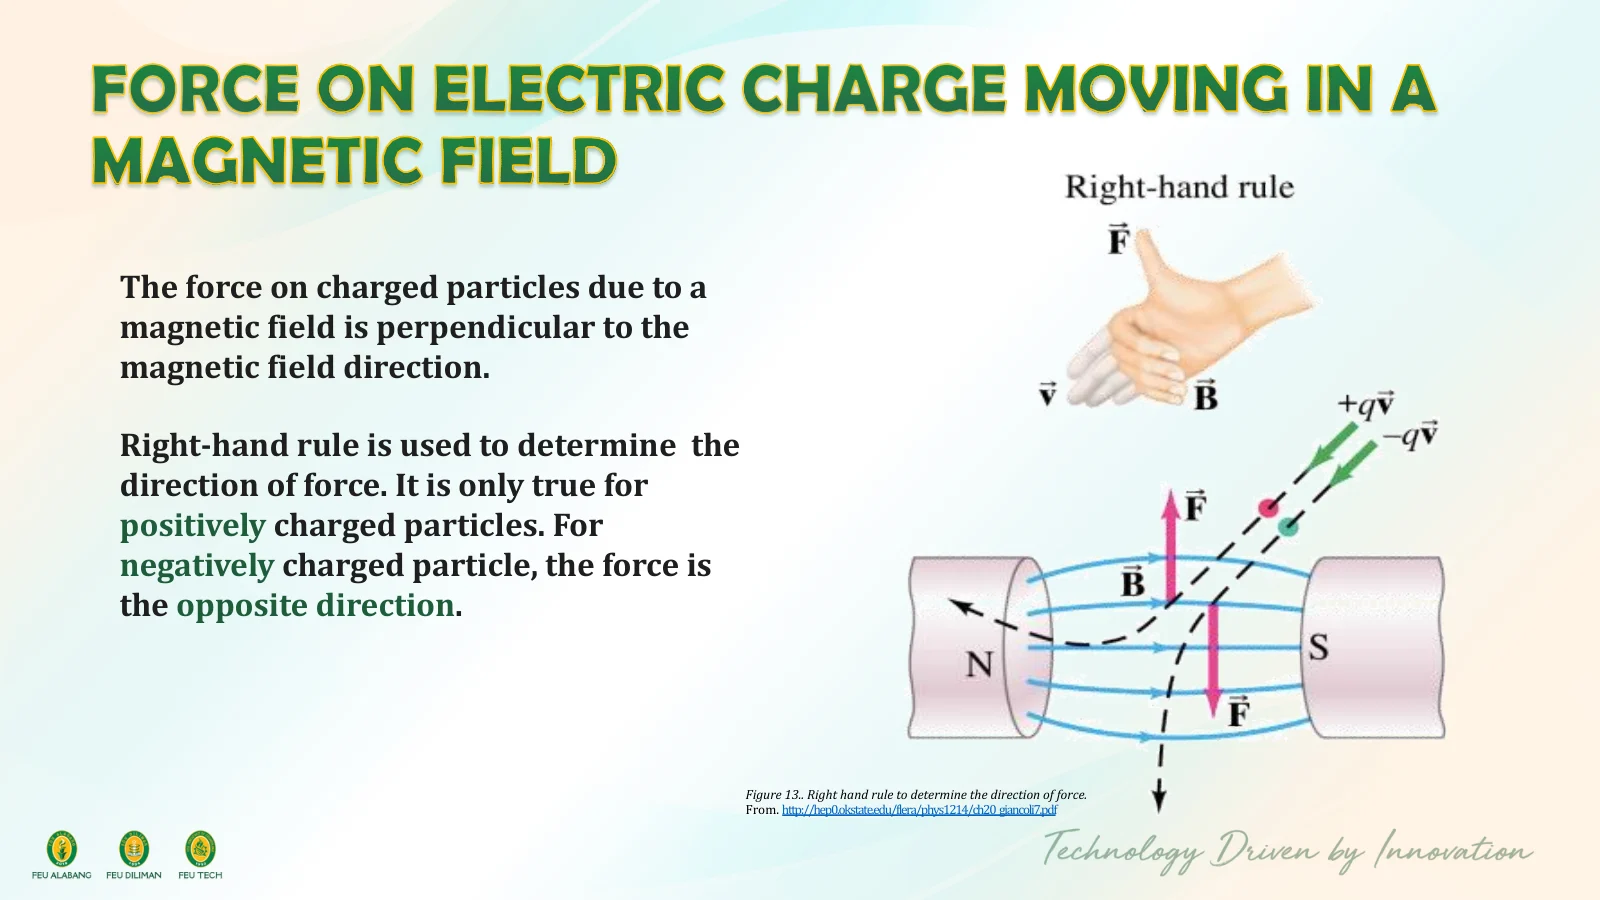 FORCE ON ELECTRIC CHARGE MOVING IN A
MAGNETIC FIELD
The force on charged particles due to a
magnetic field is perpendicular to the
magnetic field direction.
Right-hand rule is used to determine  the
direction of force. It is only true for
positively charged particles. For
negatively charged particle, the force is
the opposite direction.
Right-hand rule
F
v
B
+qv
−qv
F
B
N
S
F
Figure 13.. Right hand rule to determine the direction of force.
From. http://hep0.okstate.edu/flera/phys1214/ch20_giancoli7.pdf
FEU ALABANG
FEU DILIMAN
FEU TECH
Technology Driven by Innovation